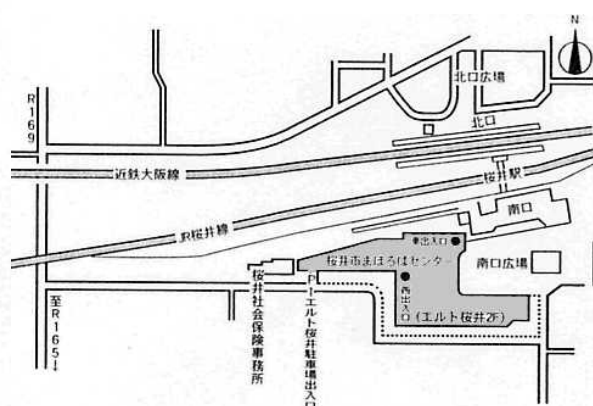 N
北口広場
R169
北口
近鉄大阪線
桜井駅
JR桜井線
南口
東出入口
桜井市まほろばセンター
南口広場
西出入口
(エルト桜井2F)
桜井社会保険事務所
P-エルト桜井駐車場出入口
至R165↓